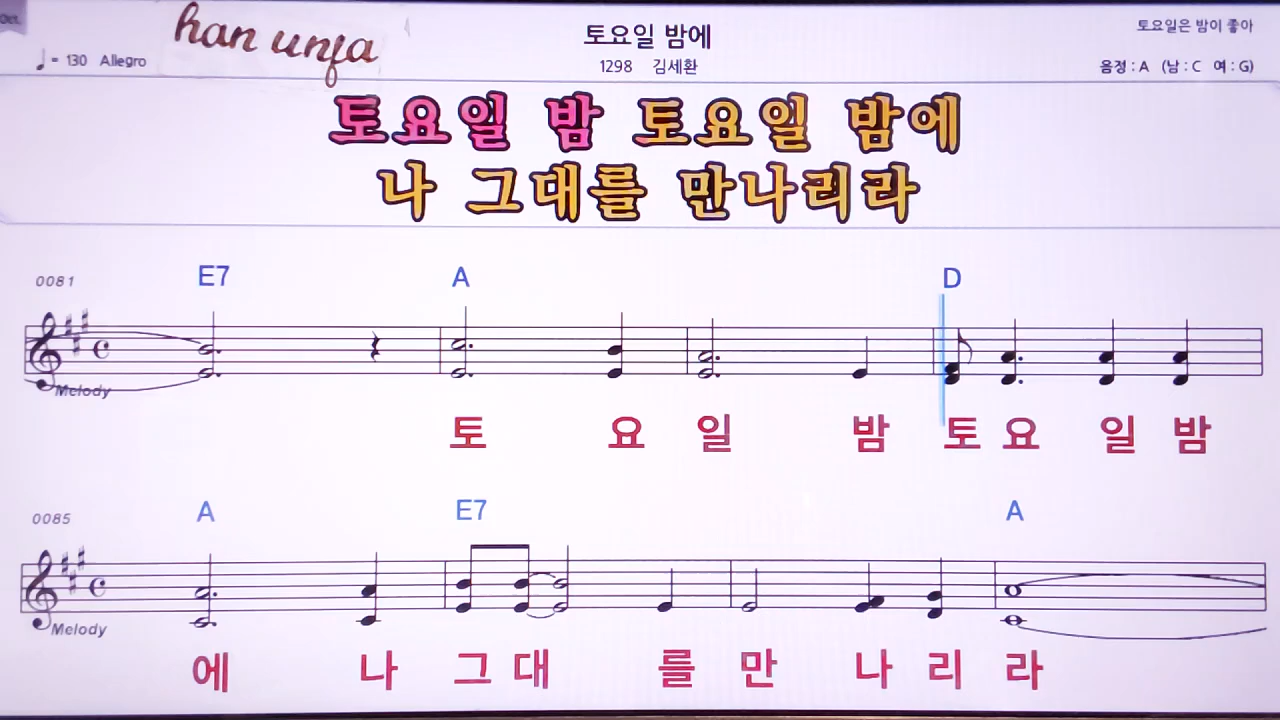 Oct.
han unfa
토요일 밤에
토요일은 밤이 좋아
♩= 130 Allegro
1298 김세환
음정 : A (남 : C 여 : G)
토요일 밤 토요일 밤에
나 그대를 만나리라
0081 E7 A D
Melody
토 요 일 밤 토 요 일 밤
0085 A E7 A
Melody
에 나 그 대 를 만 나 리 라